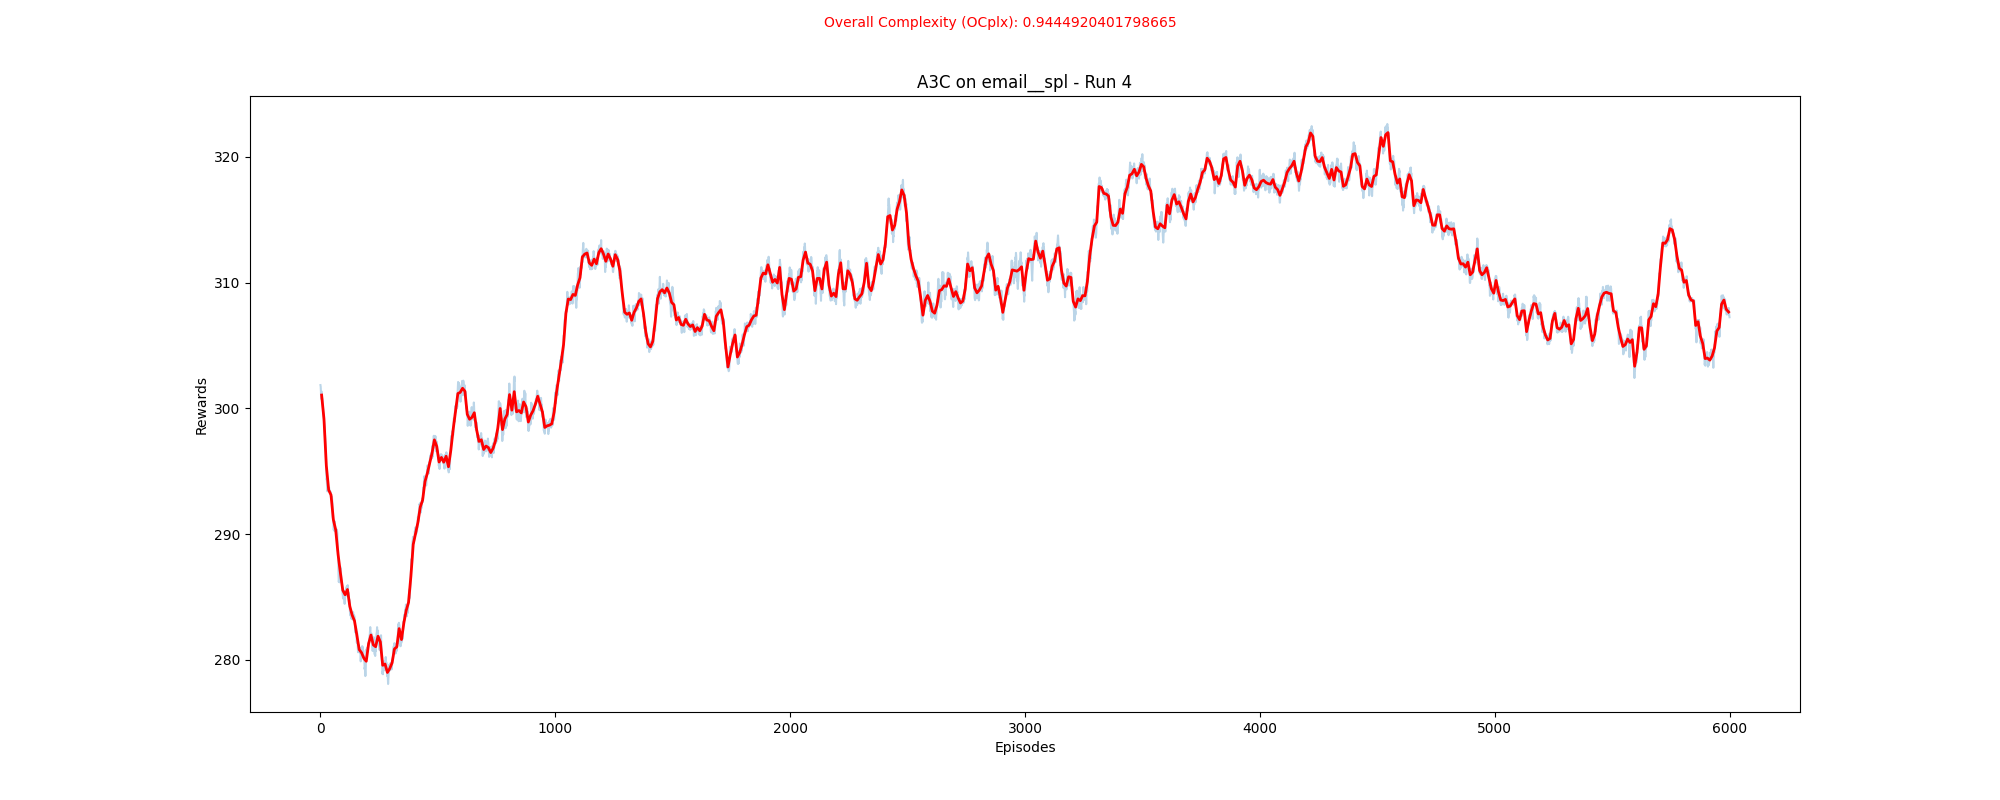 Overall Complexity (OCplx): 0.9444920401798665
A3C on email__spl - Run 4
320
310
300
290
280
Rewards
0 1000 2000 3000 4000 5000 6000
Episodes